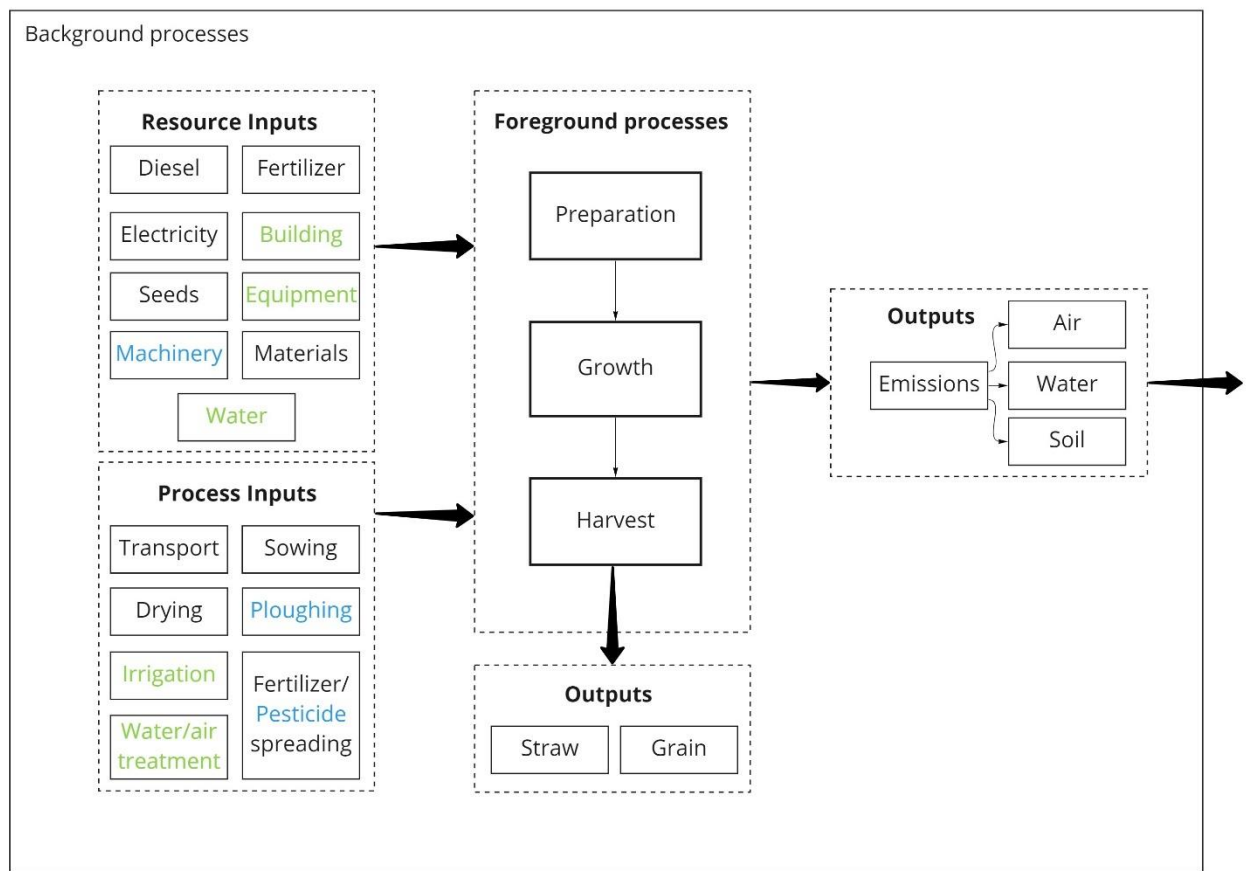 Background processes
Resource Inputs
Diesel
Fertilizer
Electricity
Building
Seeds
Equipment
Machinery
Materials
Water
Process Inputs
Transport
Sowing
Drying
Ploughing
Irrigation
Fertilizer/
Pesticide
spreading
Water/air
treatment
Foreground processes
Preparation
Growth
Harvest
Outputs
Straw
Grain
Outputs
Emissions
Air
Water
Soil